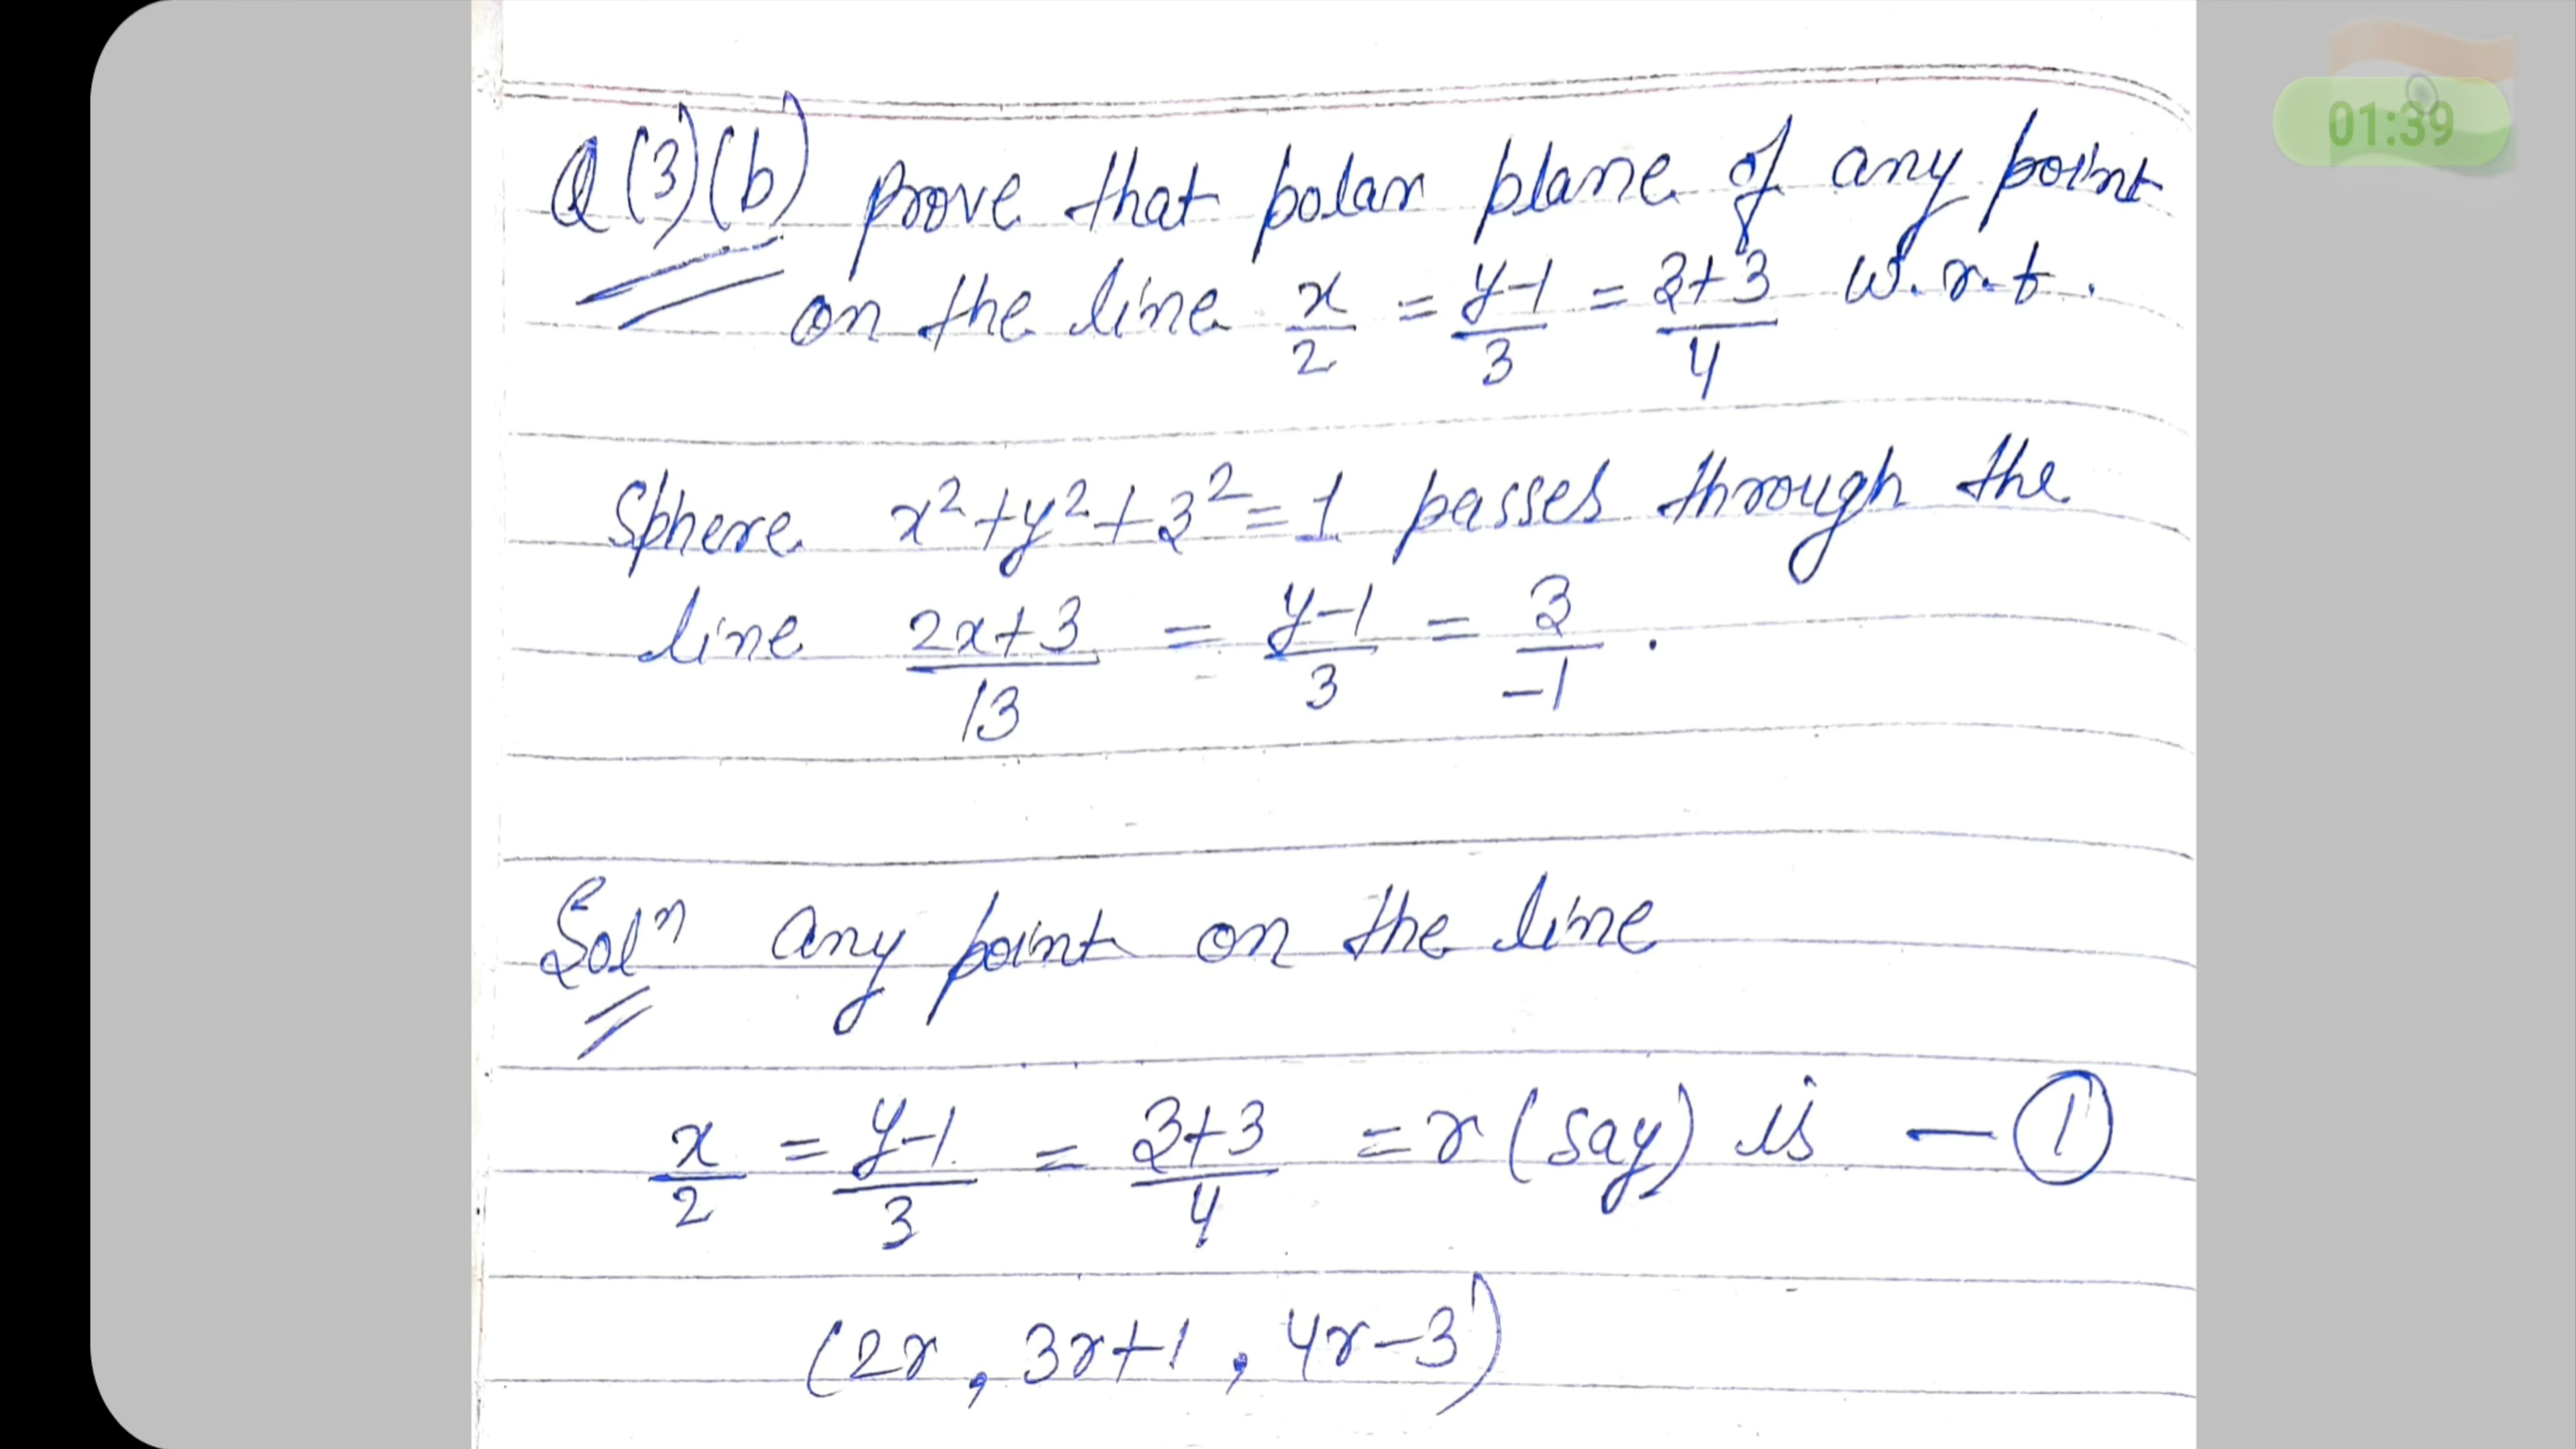 01:39
Q(3)(b) Prove that polar plane of any point
on the line x/2 = y-1/3 = z+3/4 w.r.t.
Sphere x²+y²+z²=1 passes through the
line 2x+3/13 = y-1/3 = z/-1 .
Solⁿ any point on the line
x/2 = y-1/3 = z+3/4 = r (say) is — ①
(2r, 3r+1, 4r-3)